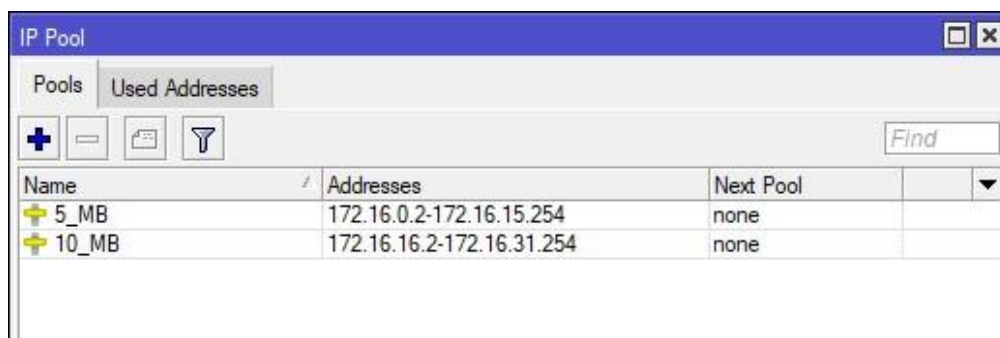 IP Pool
Pools Used Addresses
Find
Name Addresses Next Pool
5_MB 172.16.0.2-172.16.15.254 none
10_MB 172.16.16.2-172.16.31.254 none